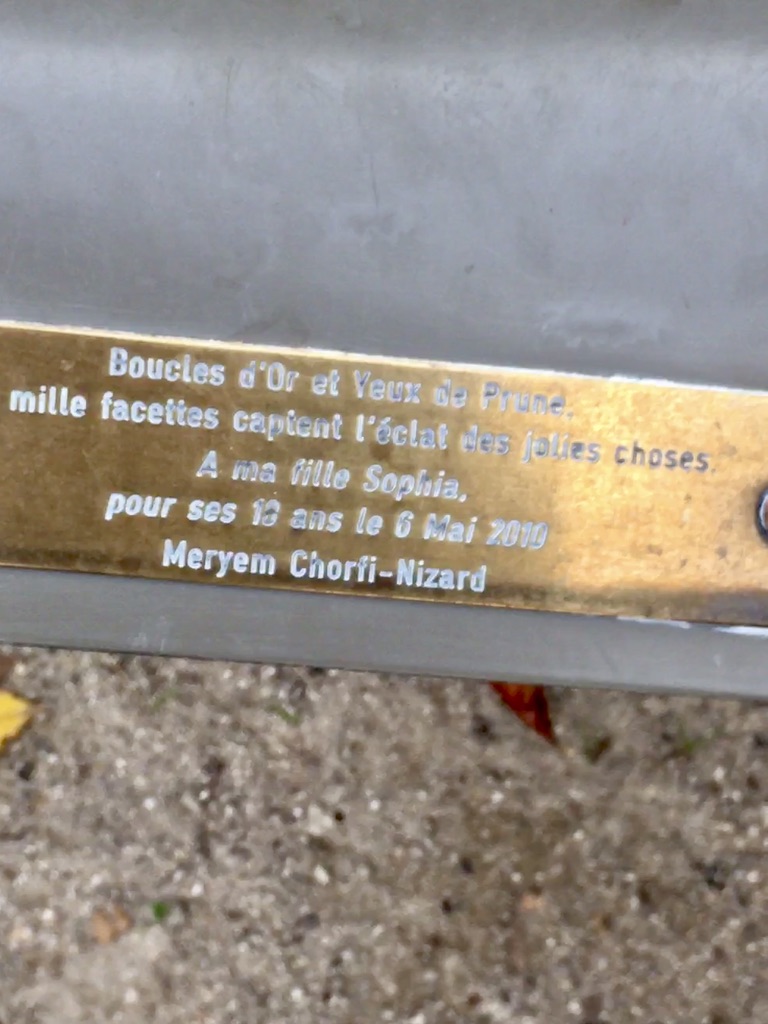 Boucles d'Or et Yeux de Prune,
mille facettes captent l'éclat des jolies choses.
A ma fille Sophia,
pour ses 18 ans le 6 Mai 2010
Meryem Chorfi-Nizard